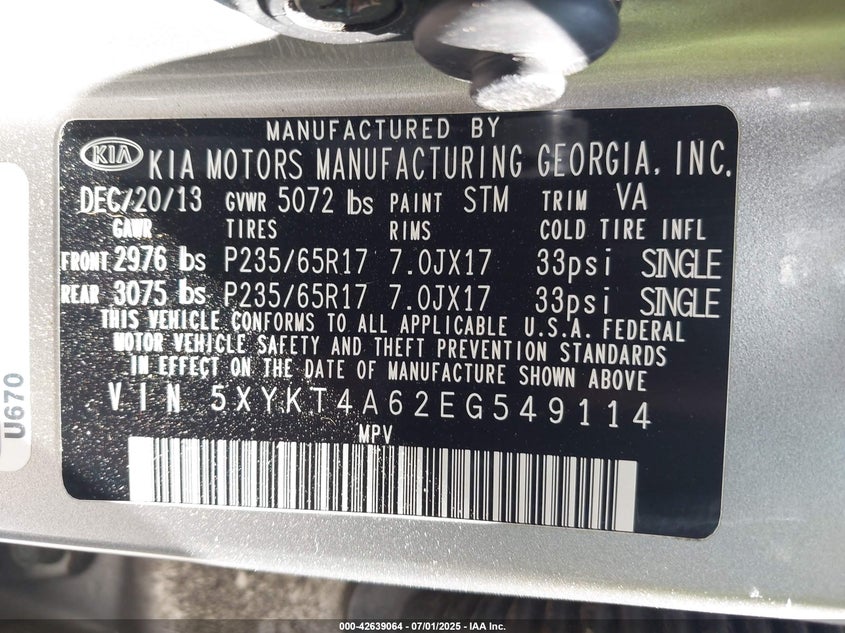 MANUFACTURED BY
KIA KIA MOTORS MANUFACTURING GEORGIA, INC.
DEC/20/13 GVWR 5072 lbs PAINT STM TRIM VA
GAWR TIRES RIMS COLD TIRE INFL
FRONT 2976 lbs P235/65R17 7.0JX17 33psi SINGLE
REAR 3075 lbs P235/65R17 7.0JX17 33psi SINGLE
THIS VEHICLE CONFORMS TO ALL APPLICABLE U.S.A. FEDERAL
MOTOR VEHICLE SAFETY AND THEFT PREVENTION STANDARDS
IN EFFECT ON THE DATE OF MANUFACTURE SHOWN ABOVE
VIN 5XYKT4A62EG549114
MPV
U670
000-42639064 - 07/01/2025 - IAA Inc.